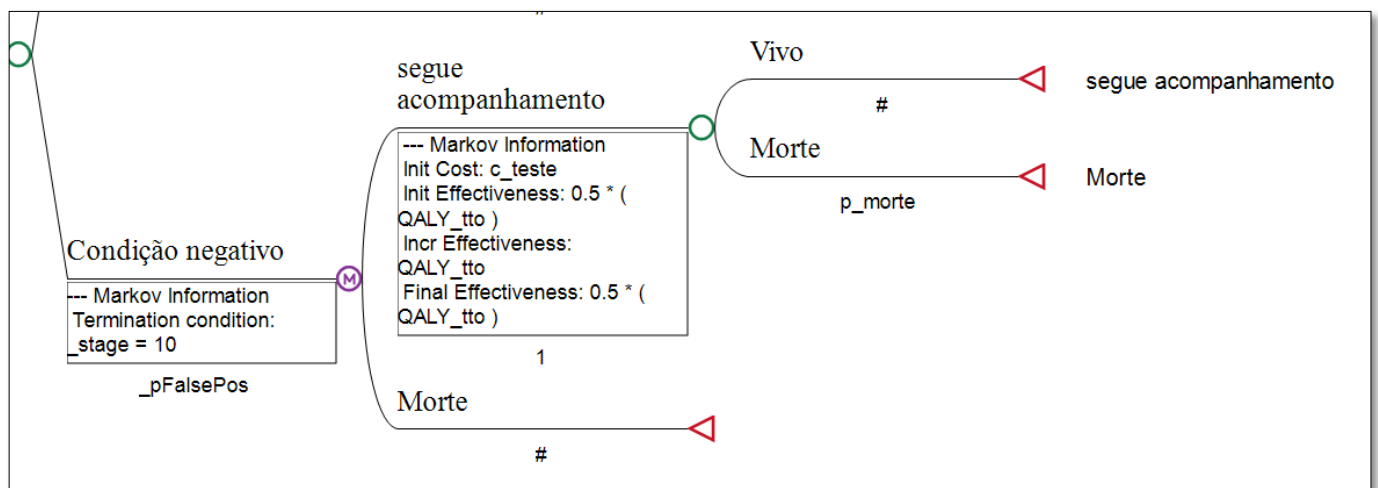 #
Vivo
#
segue acompanhamento
segue
acompanhamento
--- Markov Information
Init Cost: c_teste
Init Effectiveness: 0.5 * (
QALY_tto )
Incr Effectiveness:
QALY_tto
Final Effectiveness: 0.5 * (
QALY_tto )
1
Morte
p_morte
Morte
Condição negativo
--- Markov Information
Termination condition:
_stage = 10
_pFalsePos
Morte
#